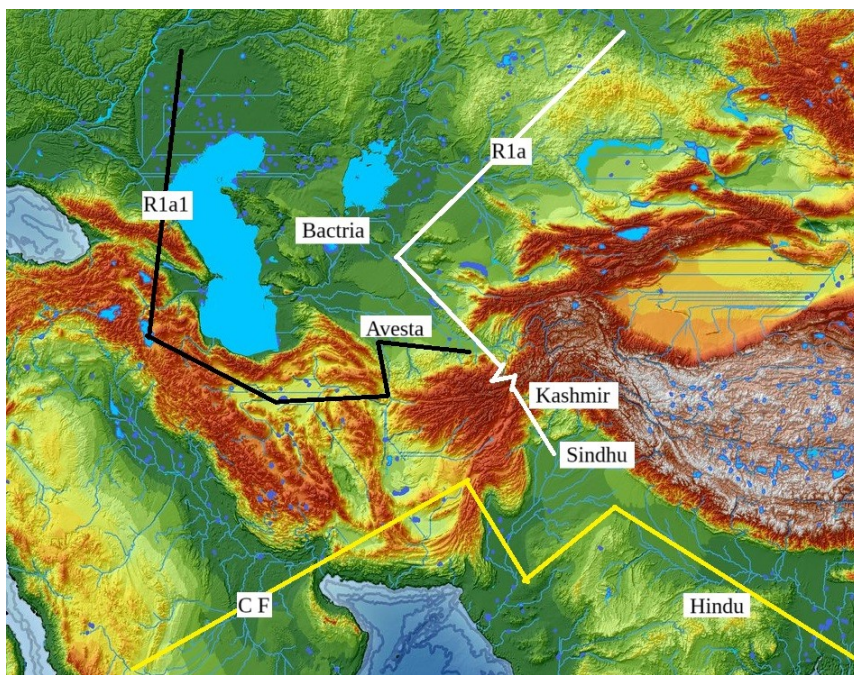 R1a
R1a1
Bactria
Avesta
Kashmir
Sindhu
C F
Hindu